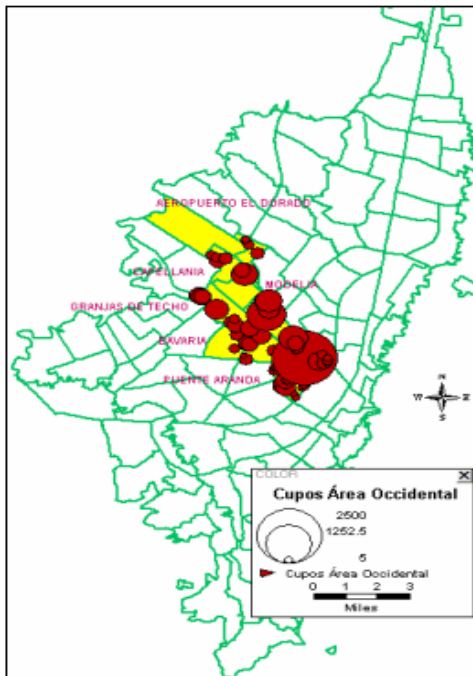 AEROPUERTO EL DORADO
CAPELLANIA
MODELIA
GRANJAS DE TECHO
BAVARIA
PUENTE ARANDA
N
W E
S
COLOR
Cupos Área Occidental
2500
1252.5
5
Cupos Área Occidental
0 1 2 3
Miles